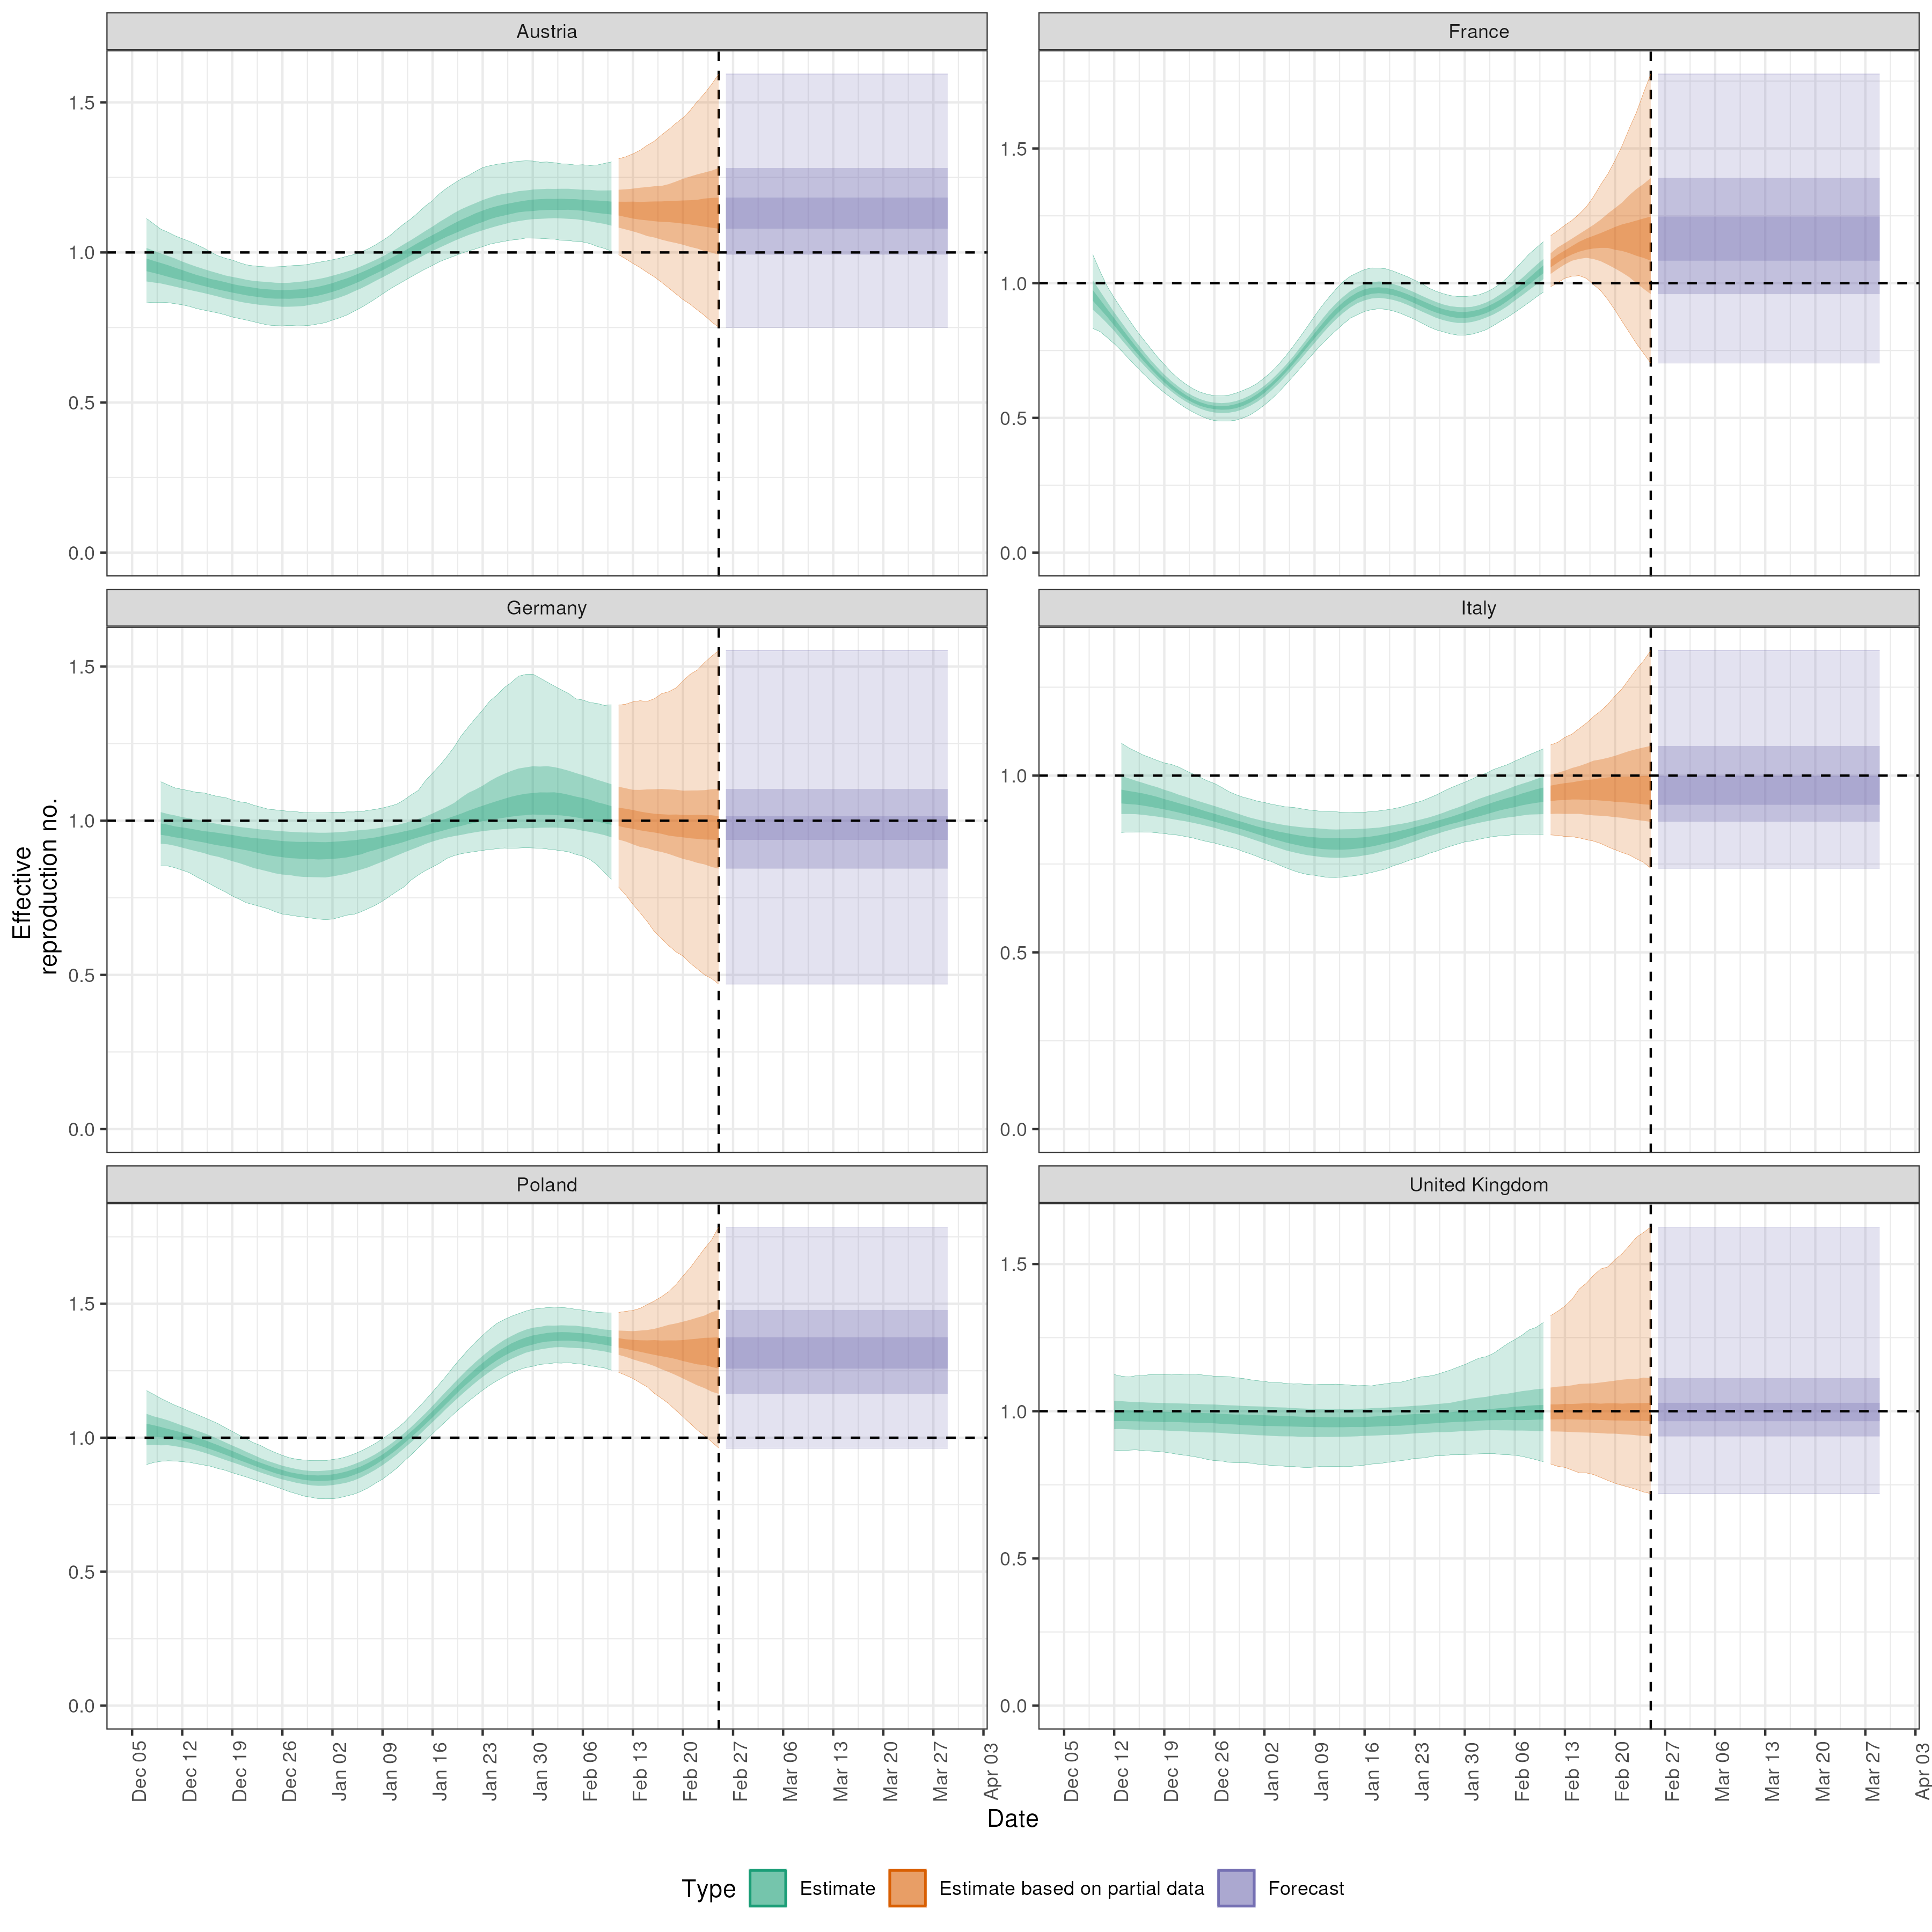 Austria
France
1.5
1.0
0.5
0.0
1.5
1.0
0.5
0.0
Germany
Italy
1.5
1.0
0.5
0.0
1.0
0.5
0.0
Effective
reproduction no.
Poland
United Kingdom
1.5
1.0
0.5
0.0
1.5
1.0
0.5
0.0
Dec 05
Dec 12
Dec 19
Dec 26
Jan 02
Jan 09
Jan 16
Jan 23
Jan 30
Feb 06
Feb 13
Feb 20
Feb 27
Mar 06
Mar 13
Mar 20
Mar 27
Apr 03
Dec 05
Dec 12
Dec 19
Dec 26
Jan 02
Jan 09
Jan 16
Jan 23
Jan 30
Feb 06
Feb 13
Feb 20
Feb 27
Mar 06
Mar 13
Mar 20
Mar 27
Apr 03
Date
Type Estimate Estimate based on partial data Forecast